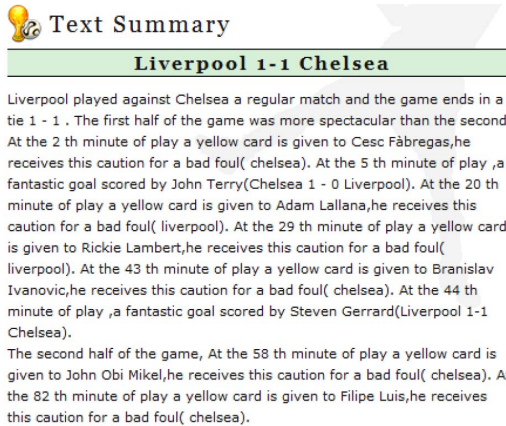 Text Summary
Liverpool 1-1 Chelsea
Liverpool played against Chelsea a regular match and the game ends in a
tie 1 - 1 . The first half of the game was more spectacular than the second
At the 2 th minute of play a yellow card is given to Cesc Fàbregas,he
receives this caution for a bad foul( chelsea). At the 5 th minute of play ,a
fantastic goal scored by John Terry(Chelsea 1 - 0 Liverpool). At the 20 th
minute of play a yellow card is given to Adam Lallana,he receives this
caution for a bad foul( liverpool). At the 29 th minute of play a yellow card
is given to Rickie Lambert,he receives this caution for a bad foul(
liverpool). At the 43 th minute of play a yellow card is given to Branislav
Ivanovic,he receives this caution for a bad foul( chelsea). At the 44 th
minute of play ,a fantastic goal scored by Steven Gerrard(Liverpool 1-1
Chelsea).
The second half of the game, At the 58 th minute of play a yellow card is
given to John Obi Mikel,he receives this caution for a bad foul( chelsea). A
the 82 th minute of play a yellow card is given to Filipe Luis,he receives
this caution for a bad foul( chelsea).